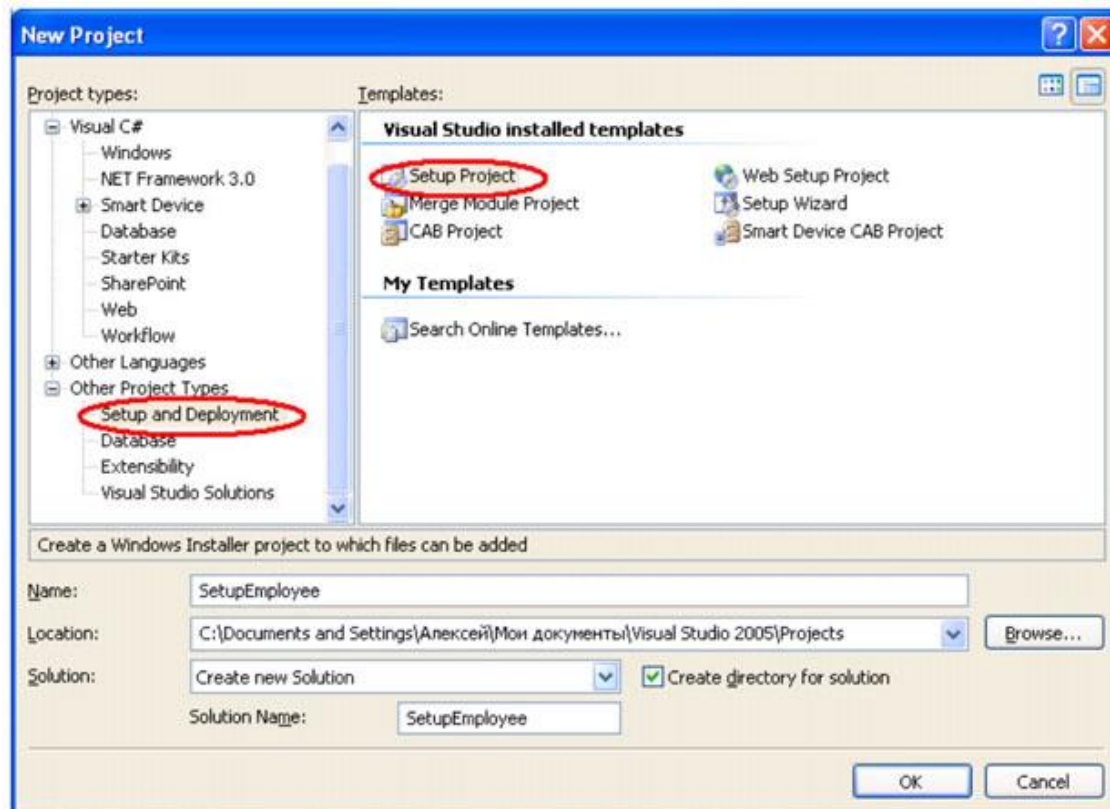 New Project
Project types:
Templates:
Visual C#
Windows
NET Framework 3.0
Smart Device
Database
Starter Kits
SharePoint
Web
Workflow
Other Languages
Other Project Types
Setup and Deployment
Database
Extensibility
Visual Studio Solutions
Visual Studio installed templates
Setup Project
Web Setup Project
Merge Module Project
Setup Wizard
CAB Project
Smart Device CAB Project
My Templates
Search Online Templates...
Create a Windows Installer project to which files can be added
Name:
SetupEmployee
Location:
C:\Documents and Settings\Алексей\Мои документы\Visual Studio 2005\Projects
Browse...
Solution:
Create new Solution
Create directory for solution
Solution Name:
SetupEmployee
OK
Cancel